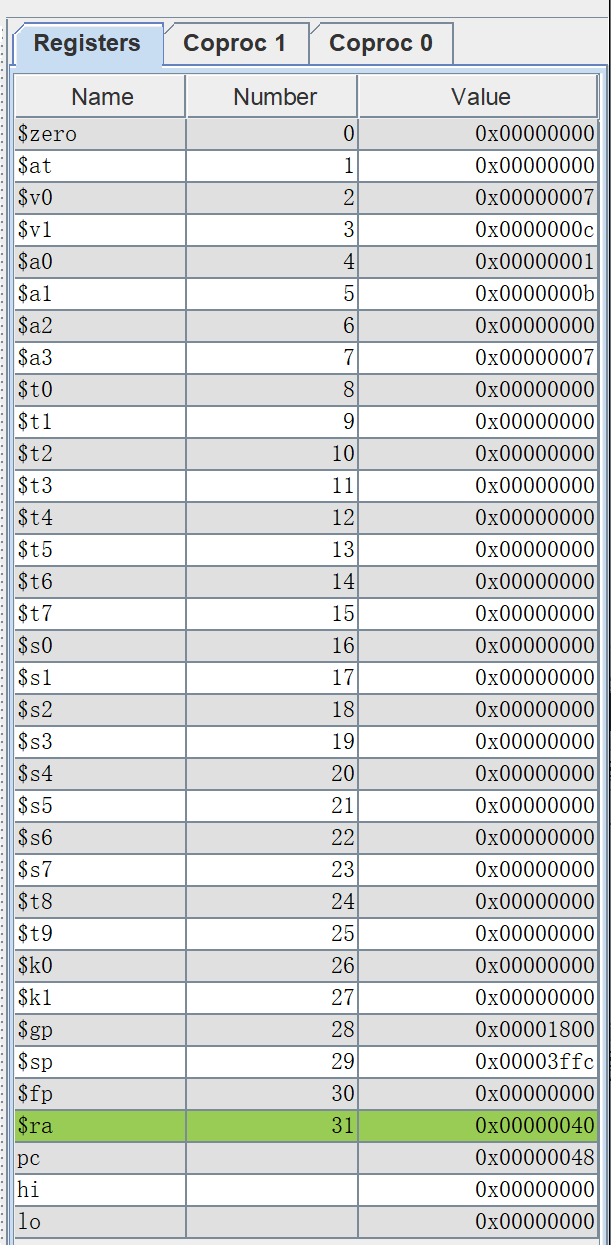 Registers Coproc 1 Coproc 0
Name Number Value
$zero 0 0x00000000
$at 1 0x00000000
$v0 2 0x00000007
$v1 3 0x0000000c
$a0 4 0x00000001
$a1 5 0x0000000b
$a2 6 0x00000000
$a3 7 0x00000007
$t0 8 0x00000000
$t1 9 0x00000000
$t2 10 0x00000000
$t3 11 0x00000000
$t4 12 0x00000000
$t5 13 0x00000000
$t6 14 0x00000000
$t7 15 0x00000000
$s0 16 0x00000000
$s1 17 0x00000000
$s2 18 0x00000000
$s3 19 0x00000000
$s4 20 0x00000000
$s5 21 0x00000000
$s6 22 0x00000000
$s7 23 0x00000000
$t8 24 0x00000000
$t9 25 0x00000000
$k0 26 0x00000000
$k1 27 0x00000000
$gp 28 0x00001800
$sp 29 0x00003ffc
$fp 30 0x00000000
$ra 31 0x00000040
pc 0x00000048
hi 0x00000000
lo 0x00000000